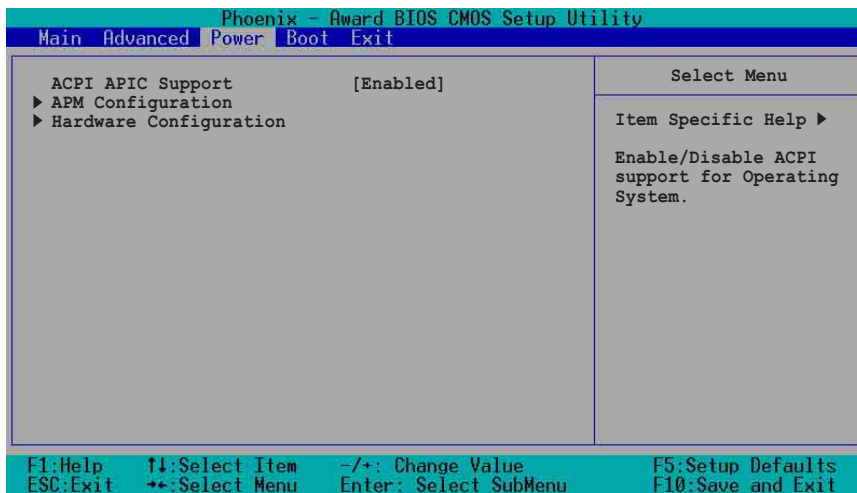 Phoenix - Award BIOS CMOS Setup Utility
Main Advanced Power Boot Exit
ACPI APIC Support [Enabled]
▶ APM Configuration
▶ Hardware Configuration
Select Menu
Item Specific Help ▶
Enable/Disable ACPI
support for Operating
System.
F1:Help ↑↓:Select Item -/+: Change Value F5:Setup Defaults
ESC:Exit →←:Select Menu Enter: Select SubMenu F10:Save and Exit